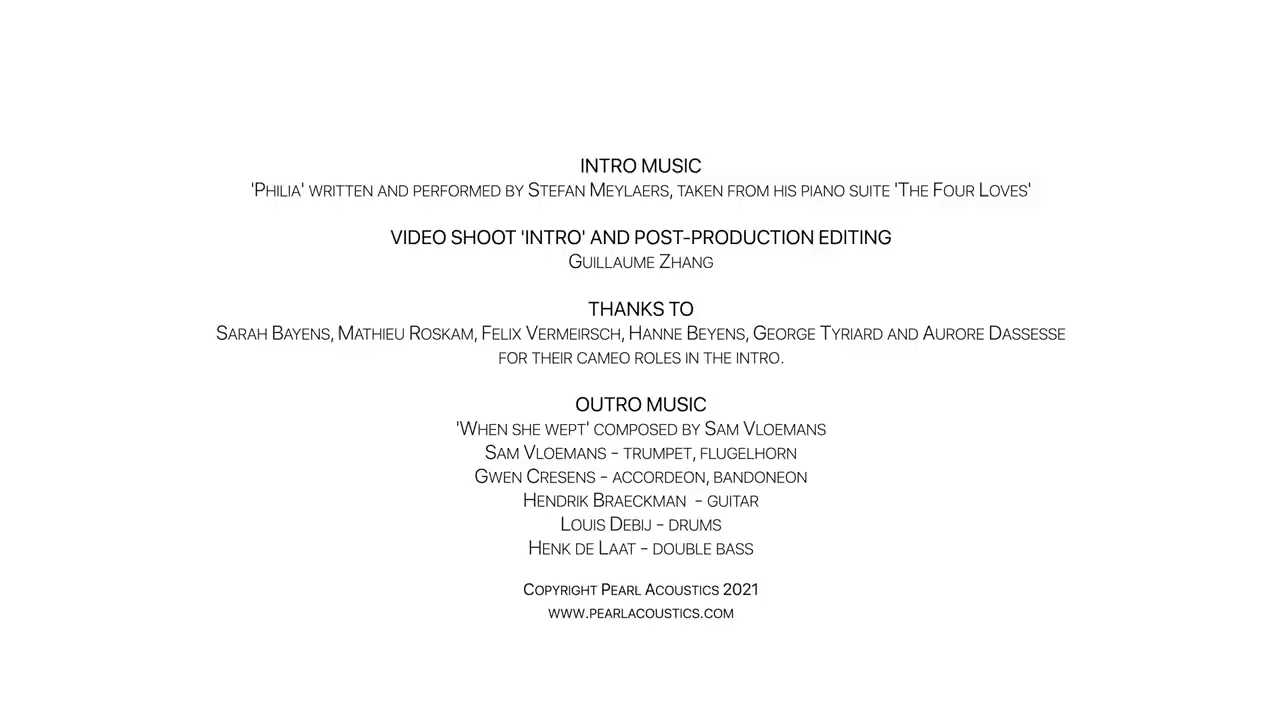 INTRO MUSIC
'Philia' written and performed by Stefan Meylaers, taken from his piano suite 'The Four Loves'
VIDEO SHOOT 'INTRO' AND POST-PRODUCTION EDITING
Guillaume Zhang
THANKS TO
Sarah Bayens, Mathieu Roskam, Felix Vermeirsch, Hanne Beyens, George Tyriard and Aurore Dassesse
for their cameo roles in the intro.
OUTRO MUSIC
'When she wept' composed by Sam Vloemans
Sam Vloemans - trumpet, flugelhorn
Gwen Cresens - accordeon, bandoneon
Hendrik Braeckman - guitar
Louis Debij - drums
Henk de Laat - double bass
Copyright Pearl Acoustics 2021
www.pearlacoustics.com